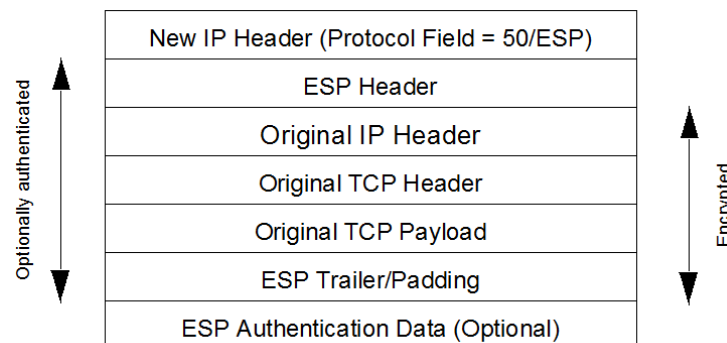 New IP Header (Protocol Field = 50/ESP)
ESP Header
Original IP Header
Original TCP Header
Original TCP Payload
ESP Trailer/Padding
ESP Authentication Data (Optional)
Optionally authenticated
Encrypted